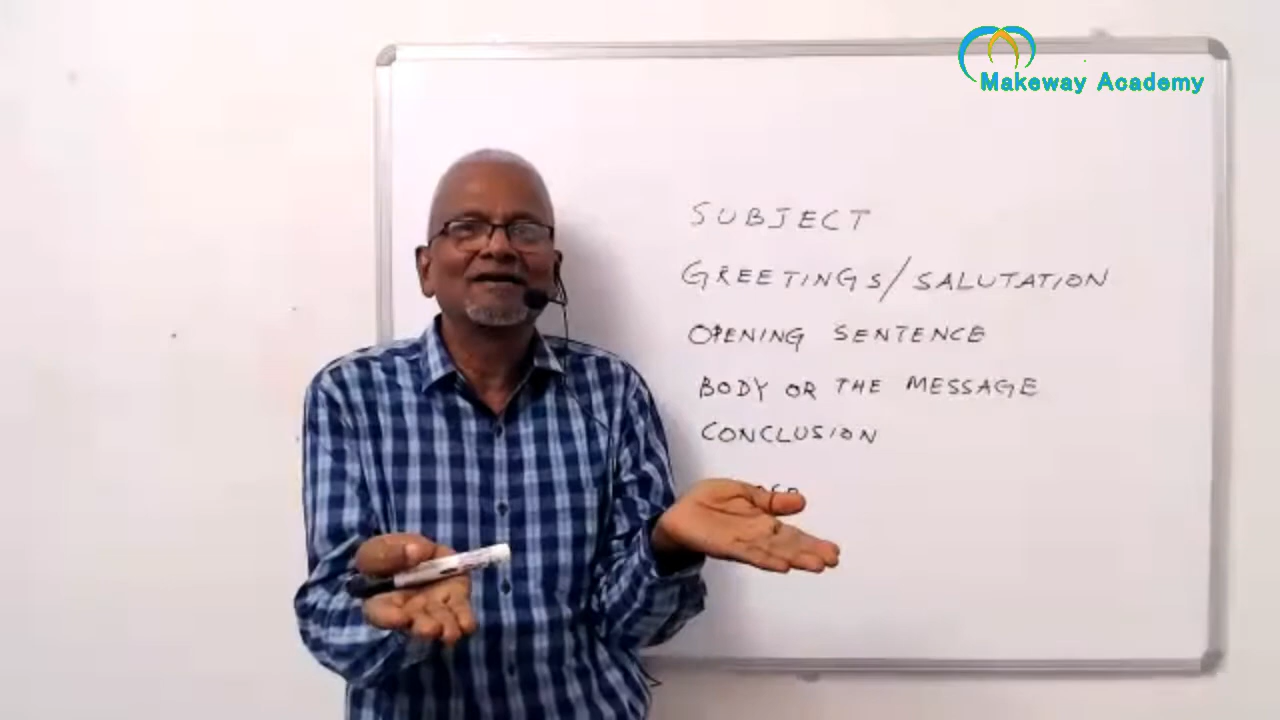 Makeway Academy
SUBJECT
GREETINGS/SALUTATION
OPENING SENTENCE
BODY OR THE MESSAGE
CONCLUSION